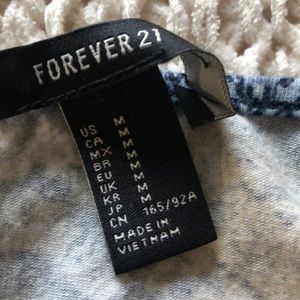 FOREVER 21
US M
CA M
MX M
BR M
EU M
UK M
KR M
JP M
CN 165/92A
MADE IN
VIETNAM